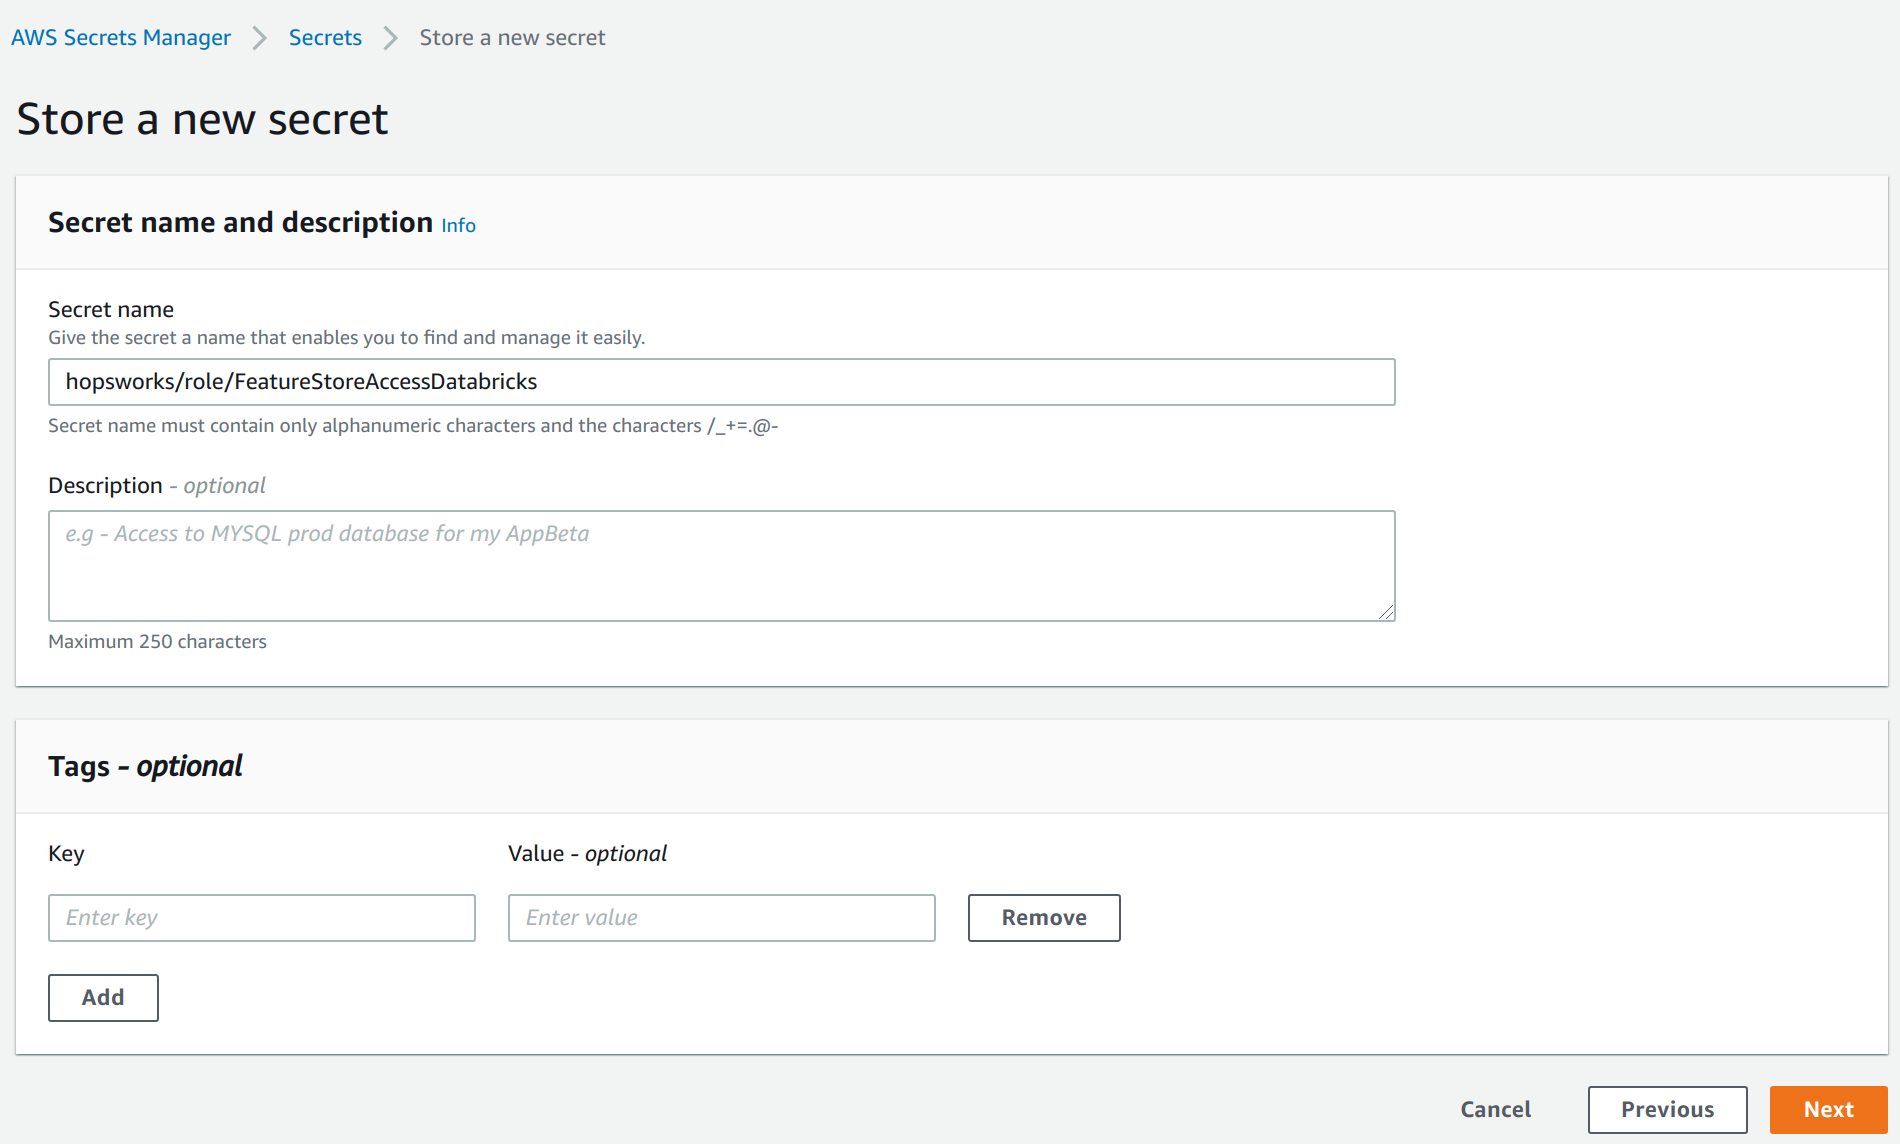 AWS Secrets Manager > Secrets > Store a new secret
Store a new secret
Secret name and description Info
Secret name
Give the secret a name that enables you to find and manage it easily.
hopsworks/role/FeatureStoreAccessDatabricks
Secret name must contain only alphanumeric characters and the characters /_+=.@-
Description - optional
e.g - Access to MYSQL prod database for my AppBeta
Maximum 250 characters
Tags - optional
Key Value - optional
Enter key Enter value Remove
Add
Cancel Previous Next